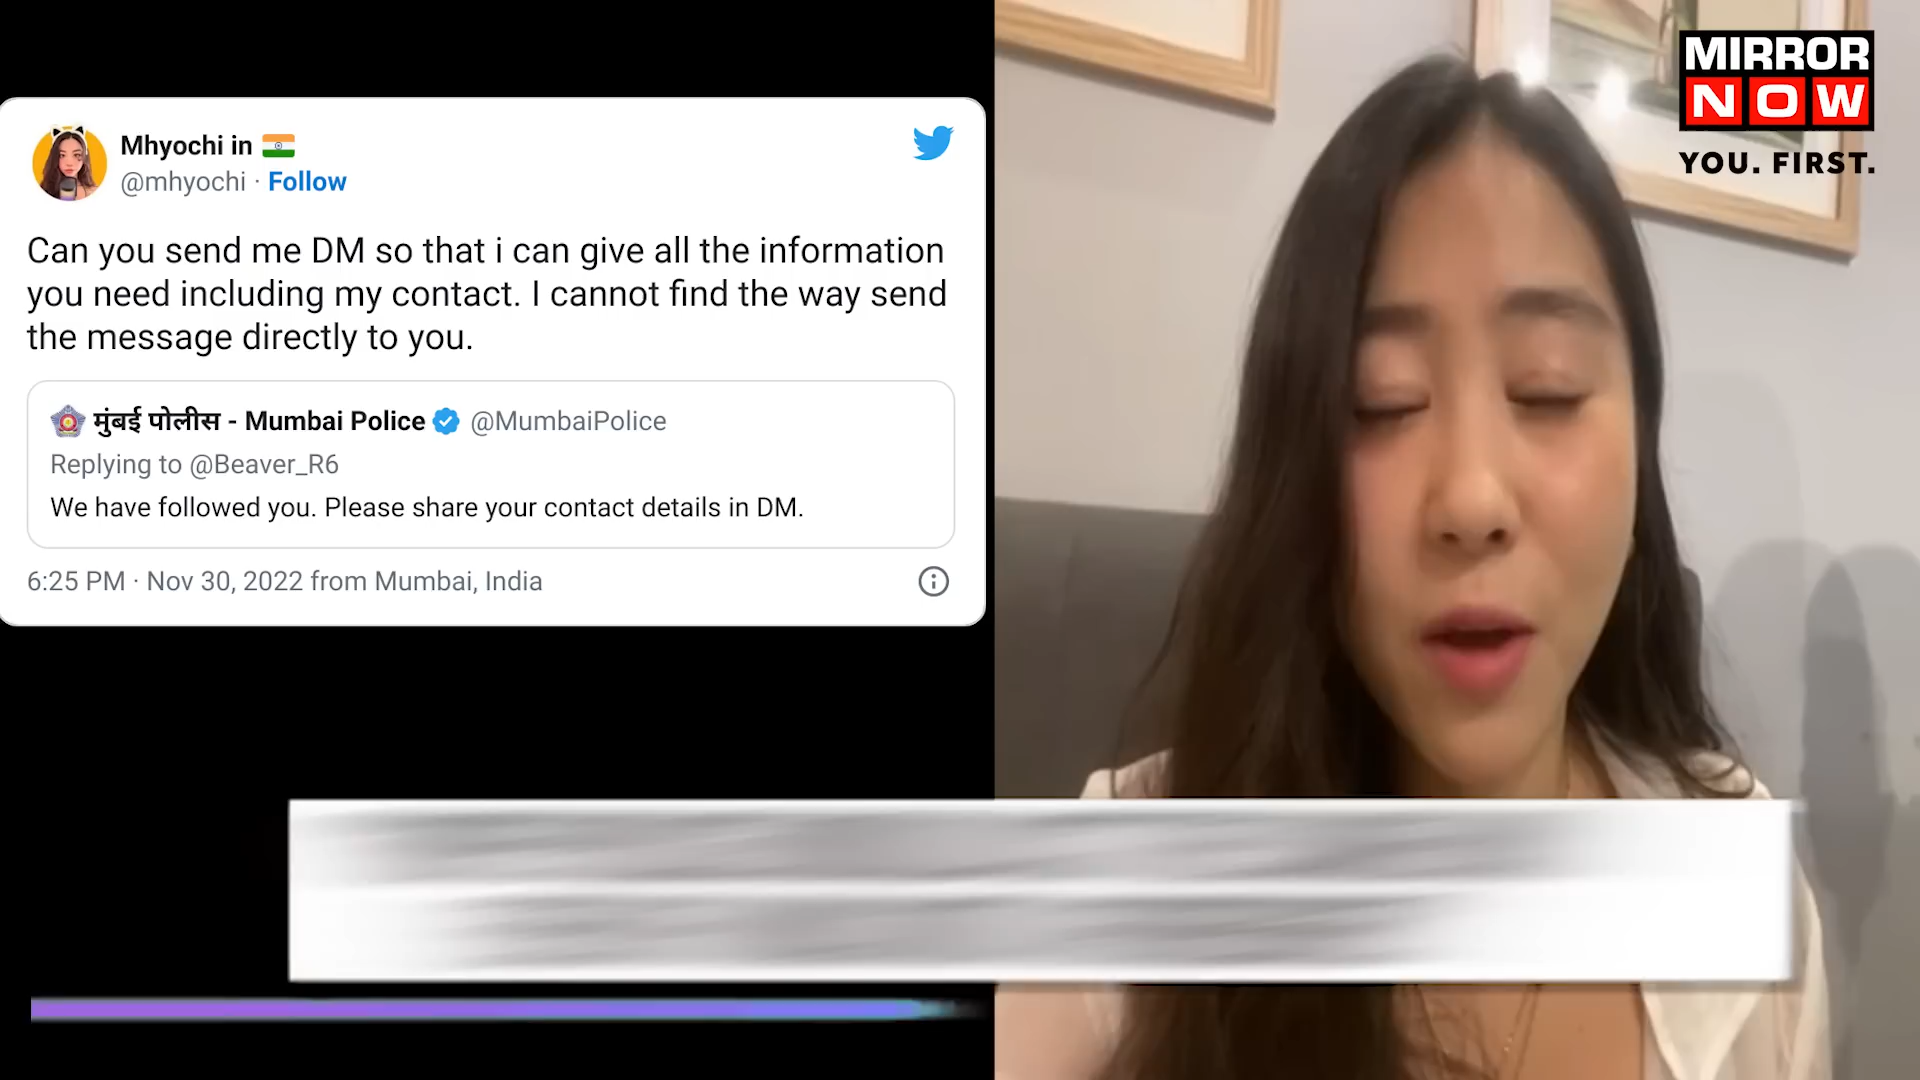 Mhyochi in
@mhyochi · Follow
Can you send me DM so that i can give all the information
you need including my contact. I cannot find the way send
the message directly to you.
मुंबई पोलीस - Mumbai Police @MumbaiPolice
Replying to @Beaver_R6
We have followed you. Please share your contact details in DM.
6:25 PM · Nov 30, 2022 from Mumbai, India
MIRROR
NOW
YOU. FIRST.